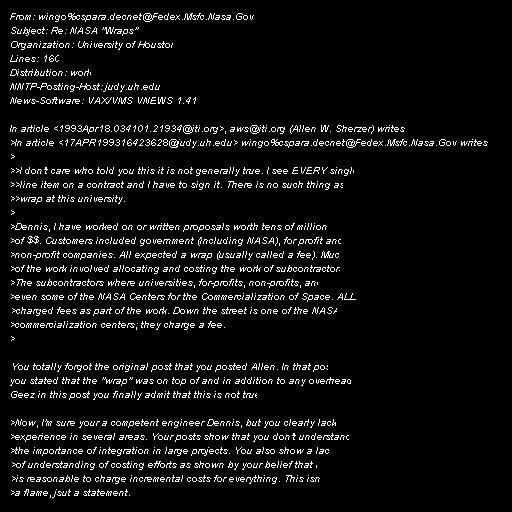 From: wingo%cspara.decnet@Fedex.Msfc.Nasa.Gov
Subject: Re: NASA "Wraps"
Organization: University of Houston
Lines: 160
Distribution: world
NNTP-Posting-Host: judy.uh.edu
News-Software: VAX/VMS VNEWS 1.41
In article <1993Apr18.034101.21934@iti.org>, aws@iti.org (Allen W. Sherzer) writes
>In article <17APR199316423628@judy.uh.edu> wingo%cspara.decnet@Fedex.Msfc.Nasa.Gov writes
>
>>I don't care who told you this it is not generally true. I see EVERY single
>>line item on a contract and I have to sign it. There is no such thing as
>>wrap at this university.
>
>Dennis, I have worked on or written proposals worth tens of million
>of $$. Customers included government (including NASA), for profit and
>non-profit companies. All expected a wrap (usually called a fee). Muc
>of the work involved allocating and costing the work of subcontractor
>The subcontractors where universities, for-profits, non-profits, and
>even some of the NASA Centers for the Commercialization of Space. ALL
>charged fees as part of the work. Down the street is one of the NASA
>commercialization centers; they charge a fee.
>
You totally forgot the original post that you posted Allen. In that pos
you stated that the "wrap" was on top of and in addition to any overhead
Geez in this post you finally admit that this is not true
>Now, I'm sure your a competent engineer Dennis, but you clearly lack
>experience in several areas. Your posts show that you don't understand
>the importance of integration in large projects. You also show a lac
>of understanding of costing efforts as shown by your belief that i
>is reasonable to charge incremental costs for everything. This isn
>a flame, jsut a statement.